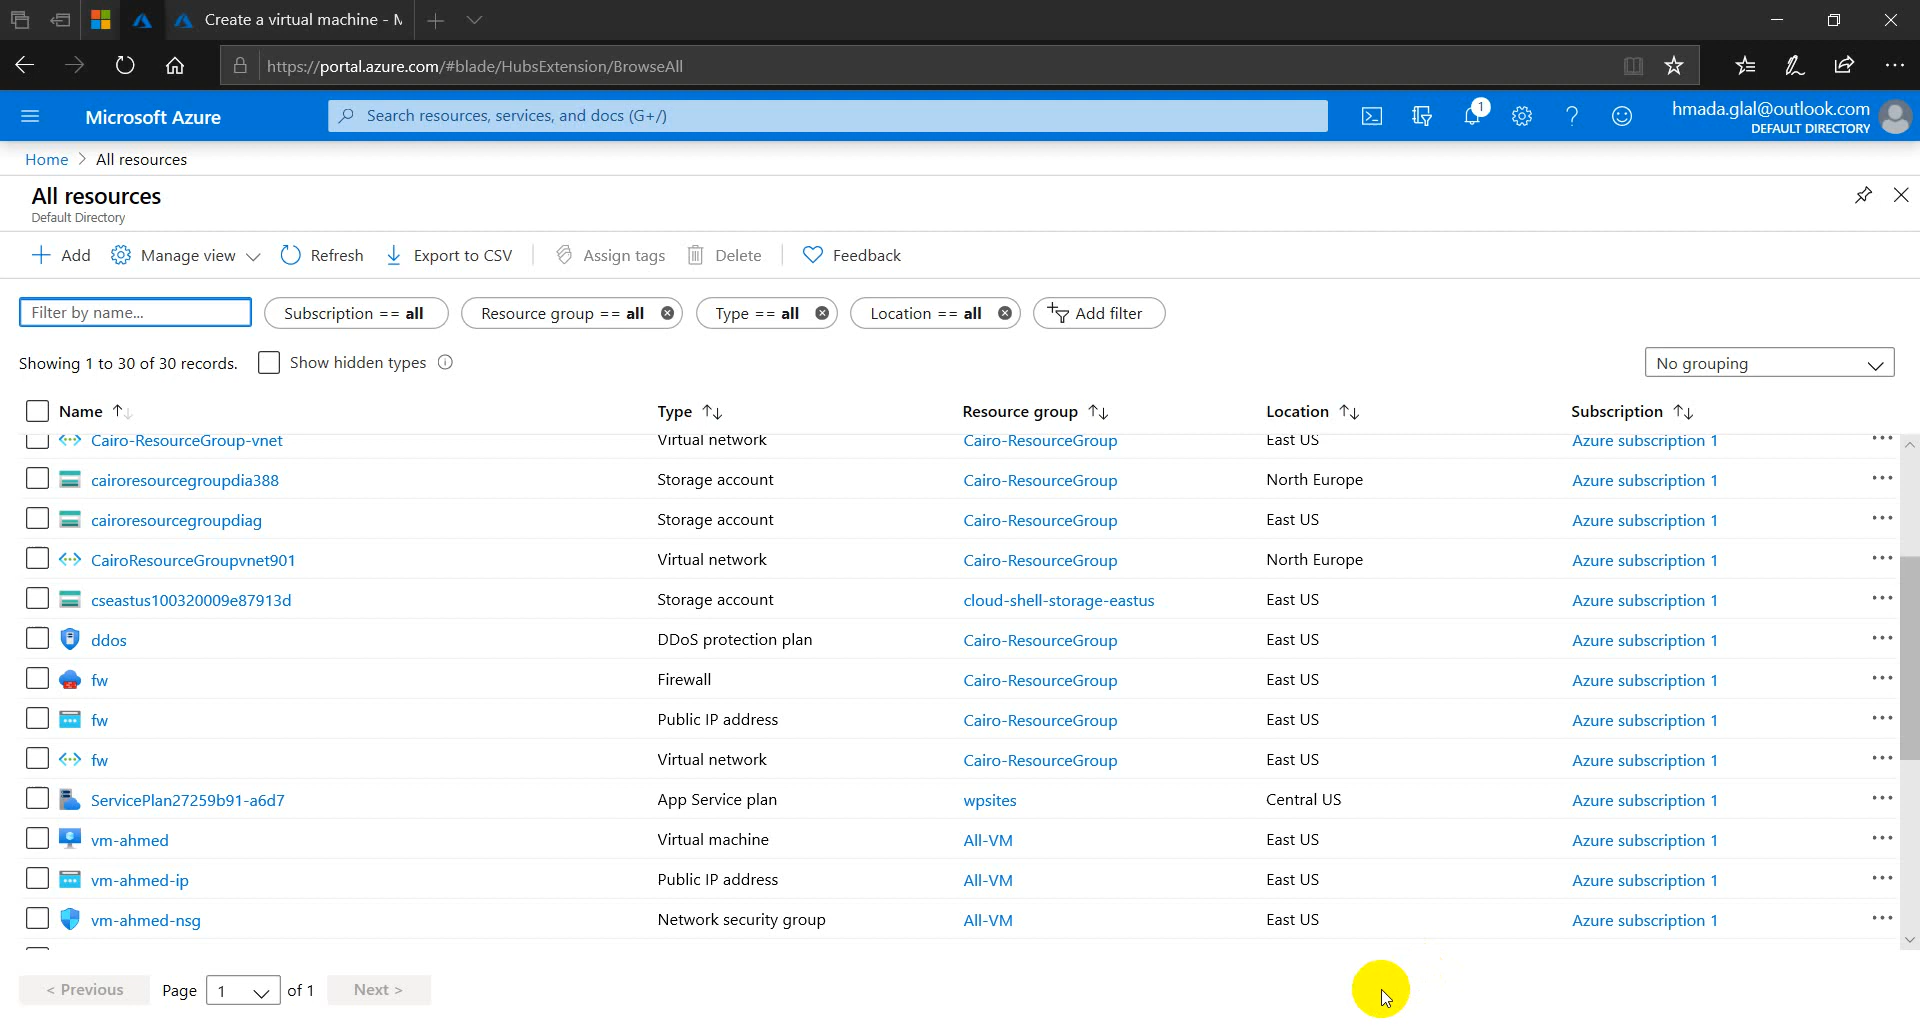 Create a virtual machine - M
https://portal.azure.com/#blade/HubsExtension/BrowseAll
Microsoft Azure
Search resources, services, and docs (G+/)
1
hmada.glal@outlook.com
DEFAULT DIRECTORY
Home > All resources
All resources
Default Directory
Add Manage view Refresh Export to CSV Assign tags Delete Feedback
Filter by name... Subscription == all Resource group == all Type == all Location == all Add filter
Showing 1 to 30 of 30 records. Show hidden types No grouping
Name Type Resource group Location Subscription
Cairo-ResourceGroup-vnet Virtual network Cairo-ResourceGroup East US Azure subscription 1
cairoresourcegroupdia388 Storage account Cairo-ResourceGroup North Europe Azure subscription 1
cairoresourcegroupdiag Storage account Cairo-ResourceGroup East US Azure subscription 1
CairoResourceGroupvnet901 Virtual network Cairo-ResourceGroup North Europe Azure subscription 1
cseastus100320009e87913d Storage account cloud-shell-storage-eastus East US Azure subscription 1
ddos DDoS protection plan Cairo-ResourceGroup East US Azure subscription 1
fw Firewall Cairo-ResourceGroup East US Azure subscription 1
fw Public IP address Cairo-ResourceGroup East US Azure subscription 1
fw Virtual network Cairo-ResourceGroup East US Azure subscription 1
ServicePlan27259b91-a6d7 App Service plan wpsites Central US Azure subscription 1
vm-ahmed Virtual machine All-VM East US Azure subscription 1
vm-ahmed-ip Public IP address All-VM East US Azure subscription 1
vm-ahmed-nsg Network security group All-VM East US Azure subscription 1
< Previous Page 1 of 1 Next >